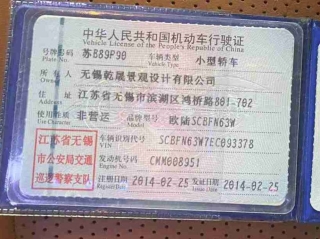 中华人民共和国机动车行驶证
Vehicle License of the People's Republic of China
号牌号码 苏B89P90 车辆类型 小型轿车
Plate No. Vehicle Type
所有人 无锡乾晟景观设计有限公司
Owner
住址 江苏省无锡市滨湖区鸿桥路801-702
Address
使用性质 非营运 品牌型号 欧陆SCBFN63W
Use Character Model
江苏省无锡
市公安局交通
巡逻警察支队
车辆识别代号 SCBFN63W7EC093378
VIN
发动机号码 CMM008951
Engine No.
注册日期 2014-02-25 发证日期 2014-02-25
Register Date Issue Date